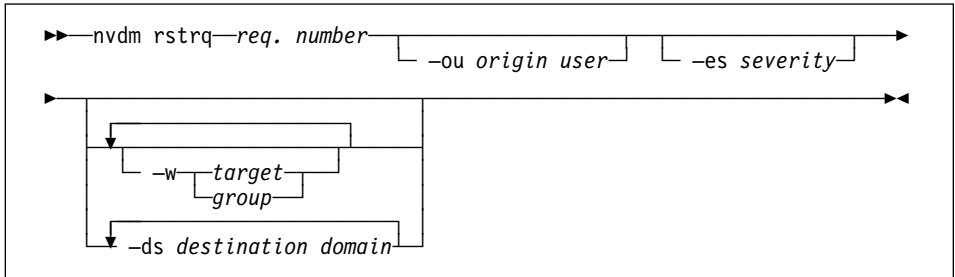 nvdm rstrq req. number
–ou origin user –es severity
–w target
group
–ds destination domain